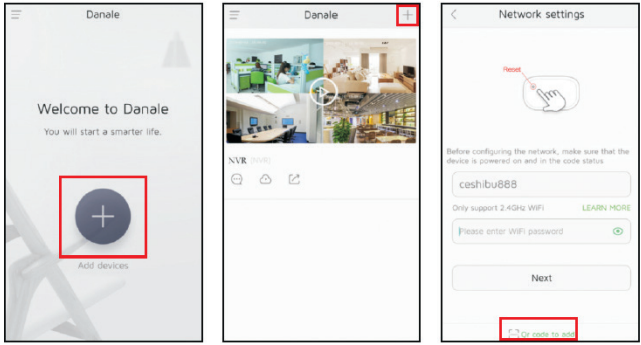 Danale
Welcome to Danale
You will start a smarter life.
Add devices
Danale
NVR (NVR)
Network settings
Reset
Before configuring the network, make sure that the
device is powered on and in the code status
ceshibu888
Only support 2.4GHz WiFi LEARN MORE
Please enter WiFi password
Next
Or code to add